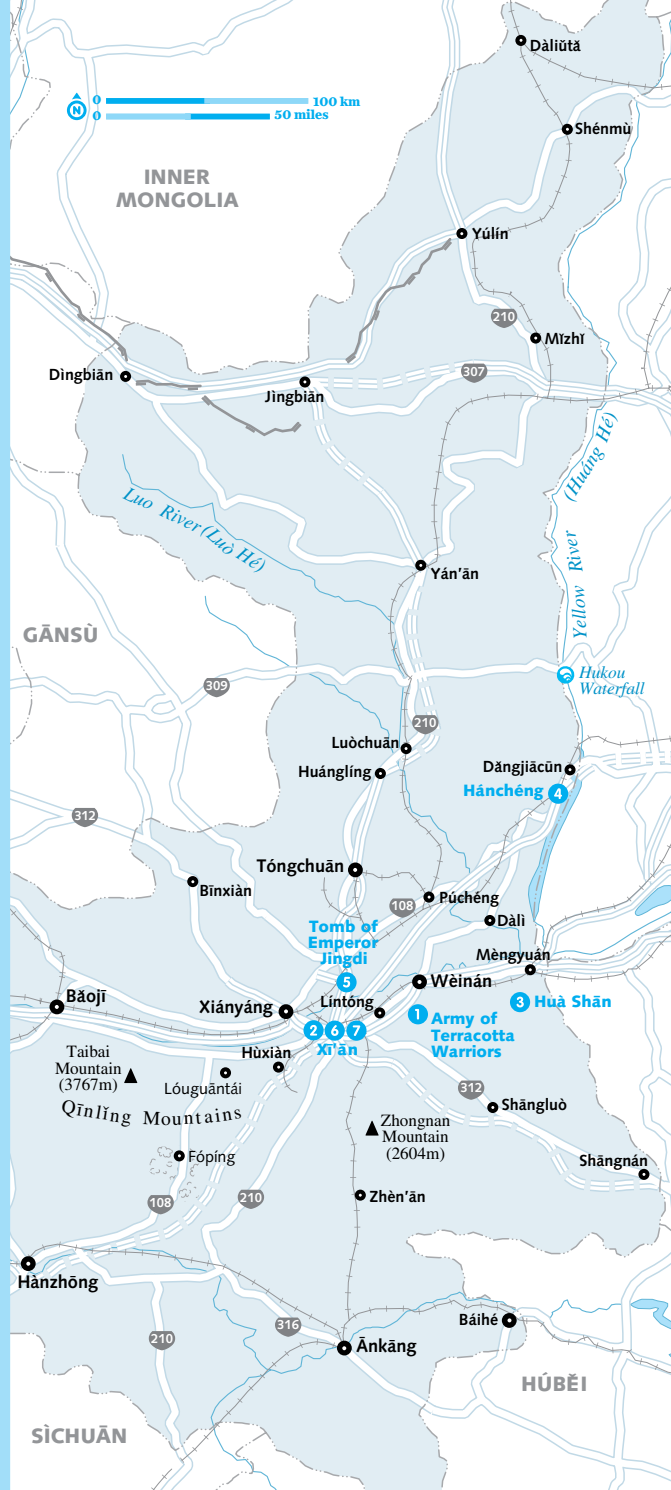 Dàliǔtǎ
0 100 km
N
0 50 miles
Shénmù
INNER
MONGOLIA
Yúlín
210
Mǐzhǐ
Dìngbiān
307
Jìngbiān
Yellow River (Huáng Hé)
Luo River (Luò Hé)
Yán'ān
GĀNSÙ
Hukou
Waterfall
309
210
Luòchuān
Huánglíng
Dǎngjiācūn
Hánchéng 4
312
Tóngchuān
Bīnxiàn
Púchéng
108
Dàlì
Tomb of
Emperor
Jingdi
5
Mèngyuán
Wèinán
Bǎojī
Xiányáng
Líntóng
3 Huà Shān
1 Army of
Terracotta
Warriors
2 6 7
Xī'ān
Taibai
Mountain
(3767m)
Hùxiàn
Lóuguāntái
312
Shāngluò
Qīnlǐng Mountains
Zhongnan
Mountain
(2604m)
Fópíng
Shāngnán
108
210
Zhèn'ān
Hànzhōng
316
Báihé
210
Ānkāng
HÚBĚI
SÌCHUĀN